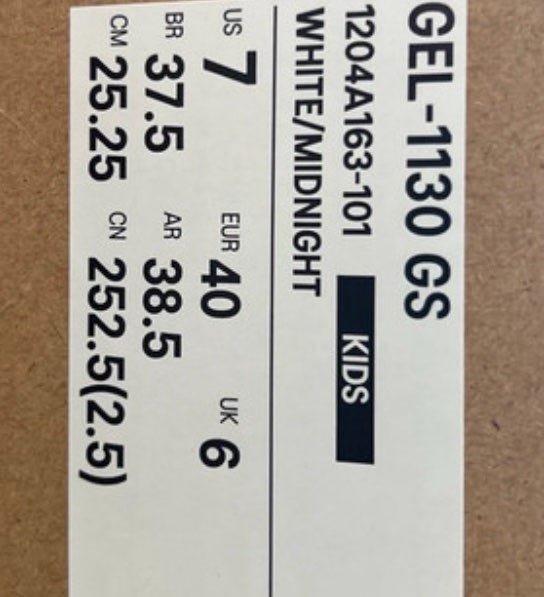 GEL-1130 GS
1204A163-101 KIDS
WHITE/MIDNIGHT
US 7 EUR 40 UK 6
BR 37.5 AR 38.5
CM 25.25 CN 252.5(2.5)